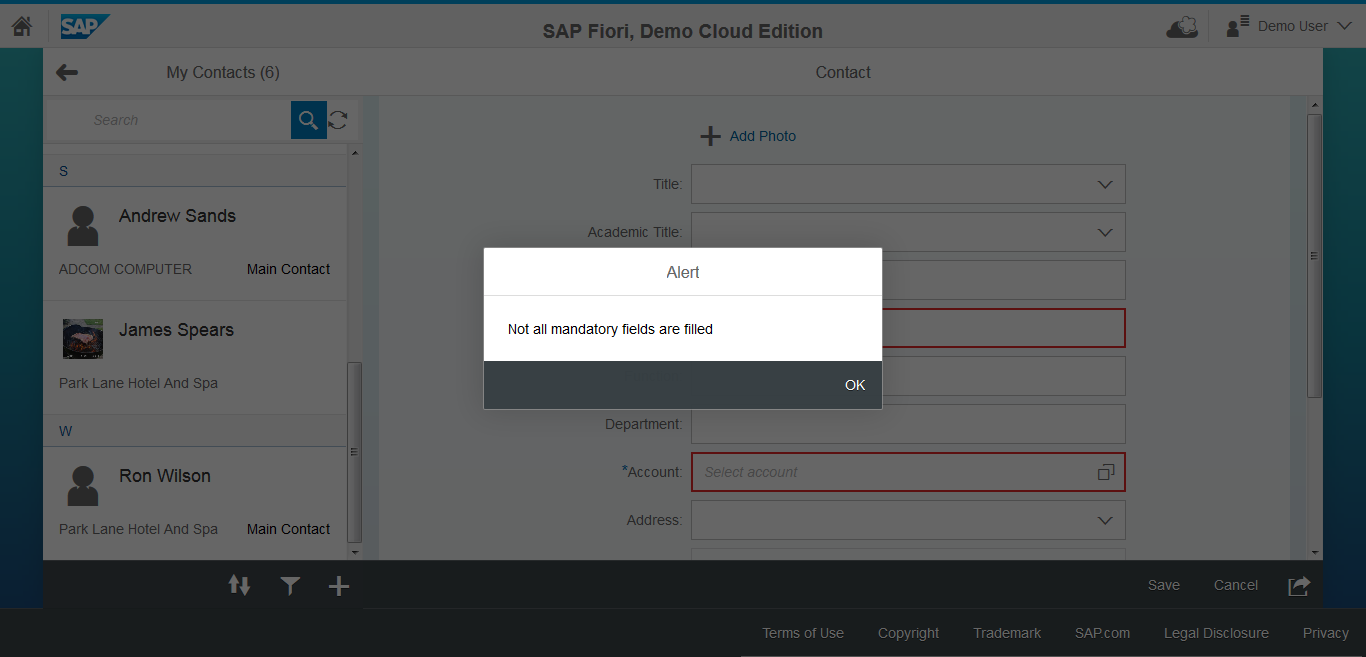 SAP
SAP Fiori, Demo Cloud Edition
Demo User
My Contacts (6)
Contact
Search
Add Photo
S
Andrew Sands
ADCOM COMPUTER
Main Contact
James Spears
Park Lane Hotel And Spa
W
Ron Wilson
Park Lane Hotel And Spa
Main Contact
Title:
Academic Title:
Alert
Not all mandatory fields are filled
OK
Department:
*Account:
Select account
Address:
Save
Cancel
Terms of Use
Copyright
Trademark
SAP.com
Legal Disclosure
Privacy